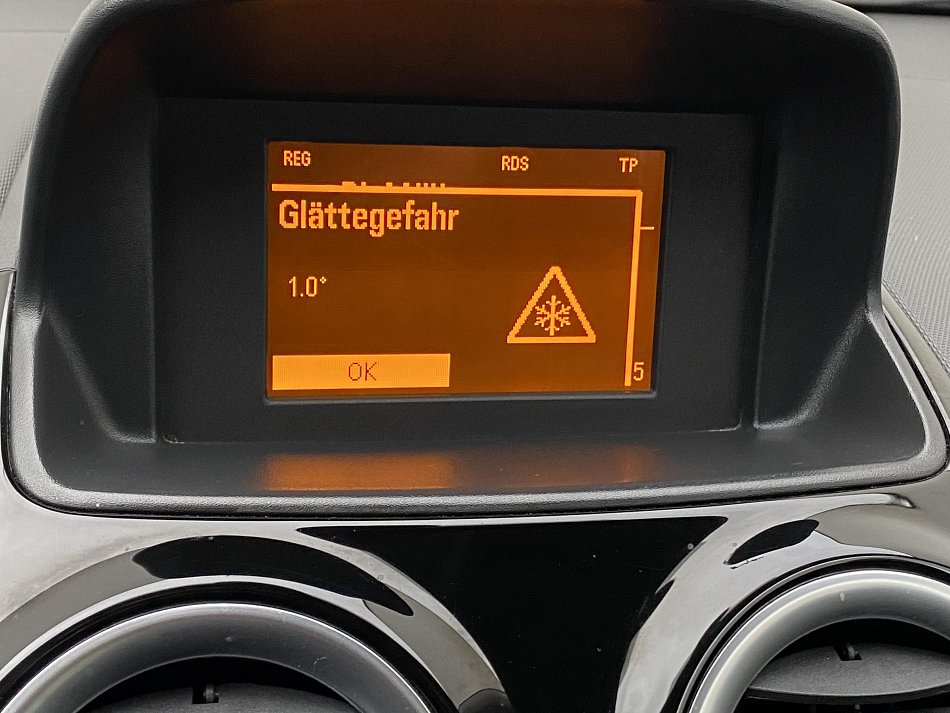 REG RDS TP
Glättegefahr
1.0°
OK
5